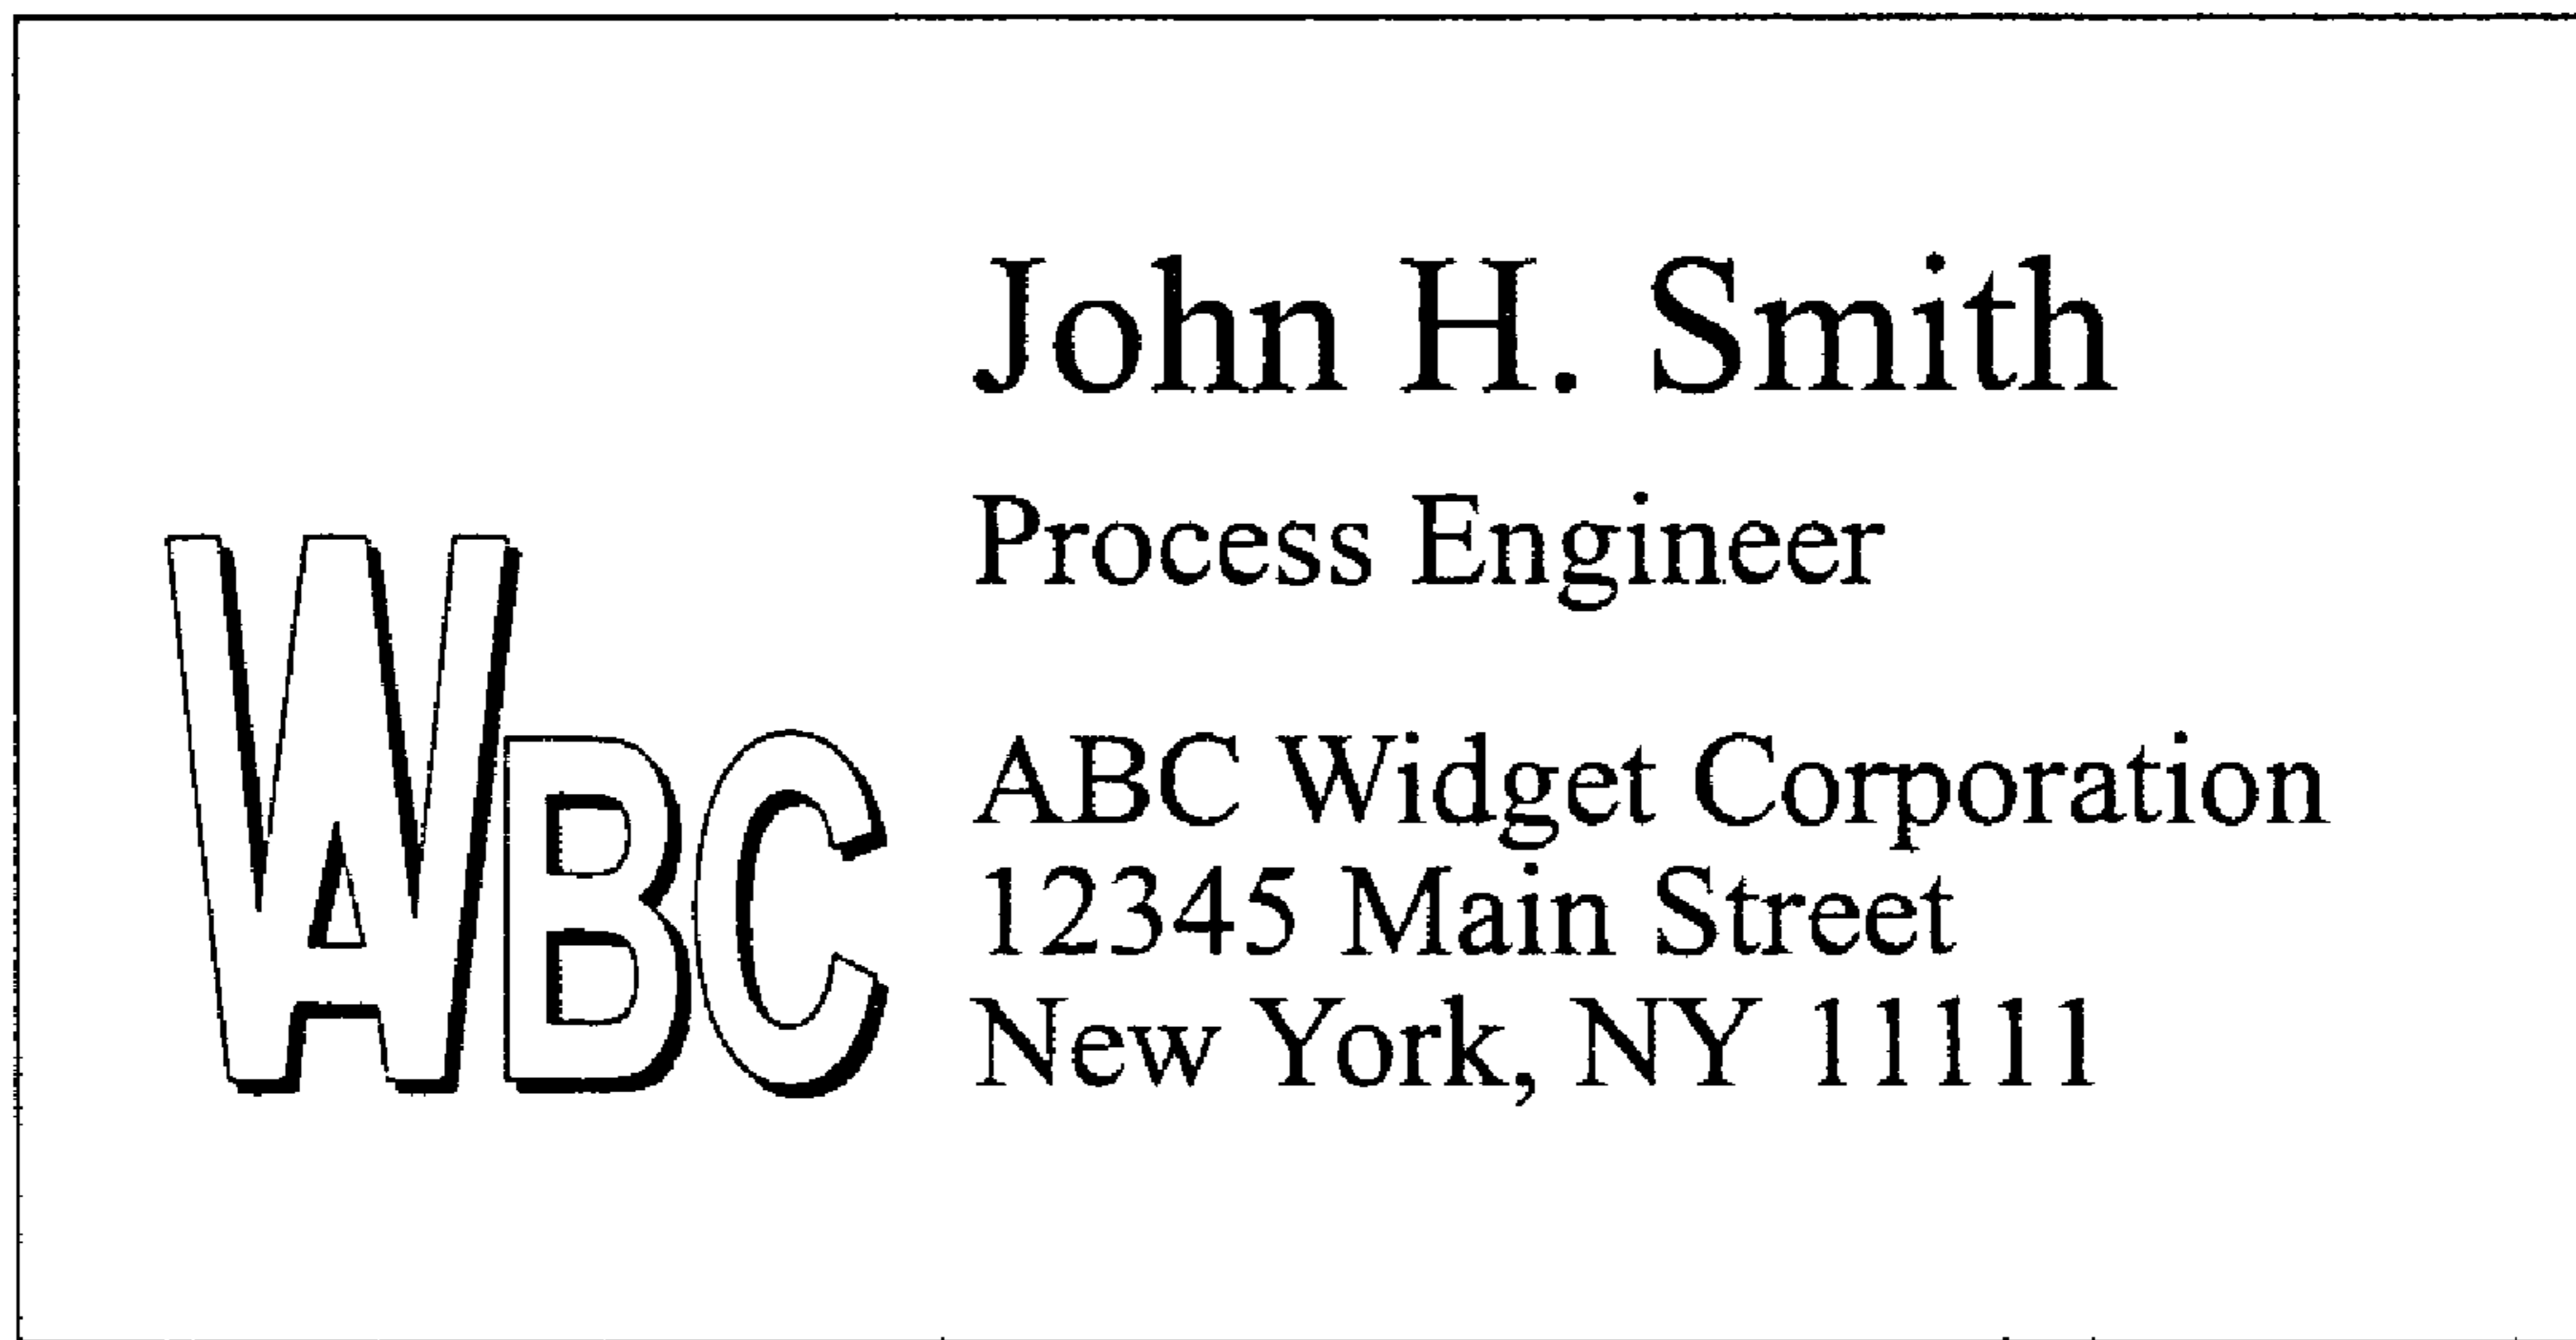 John H. Smith
Process Engineer
WABC
ABC Widget Corporation
12345 Main Street
New York, NY 11111